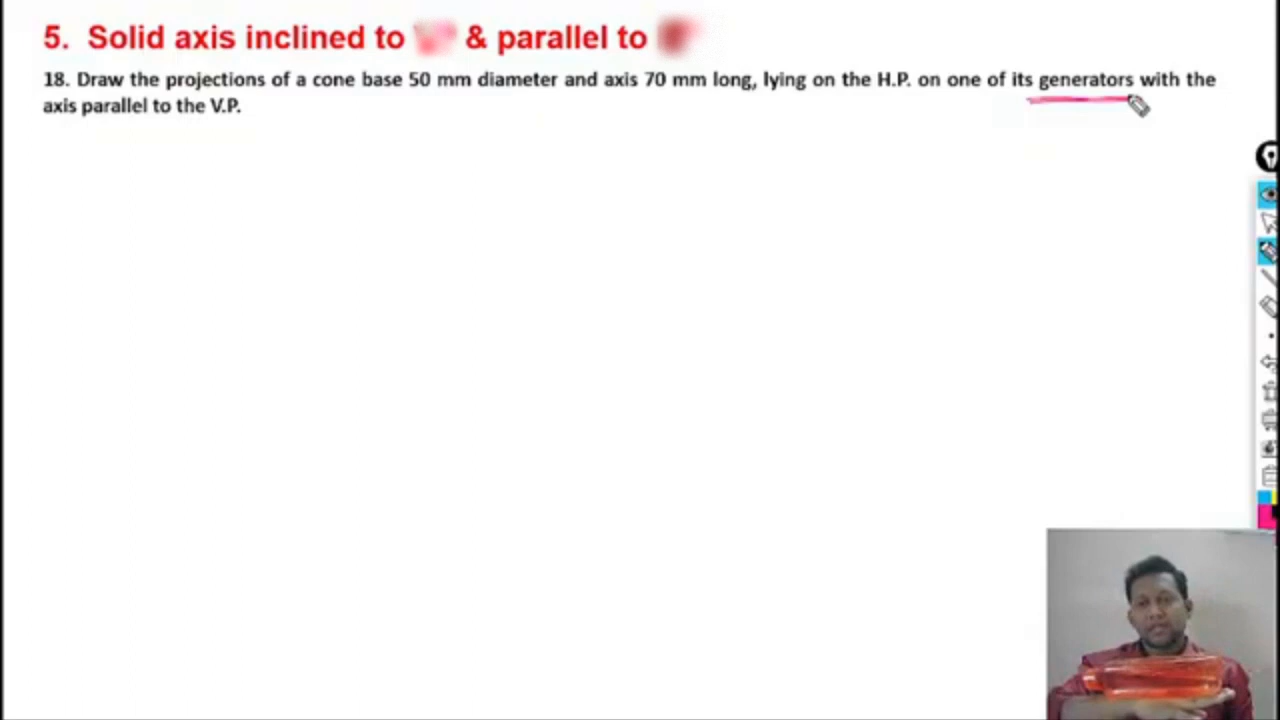 5. Solid axis inclined to & parallel to
18. Draw the projections of a cone base 50 mm diameter and axis 70 mm long, lying on the H.P. on one of its generators with the
axis parallel to the V.P.